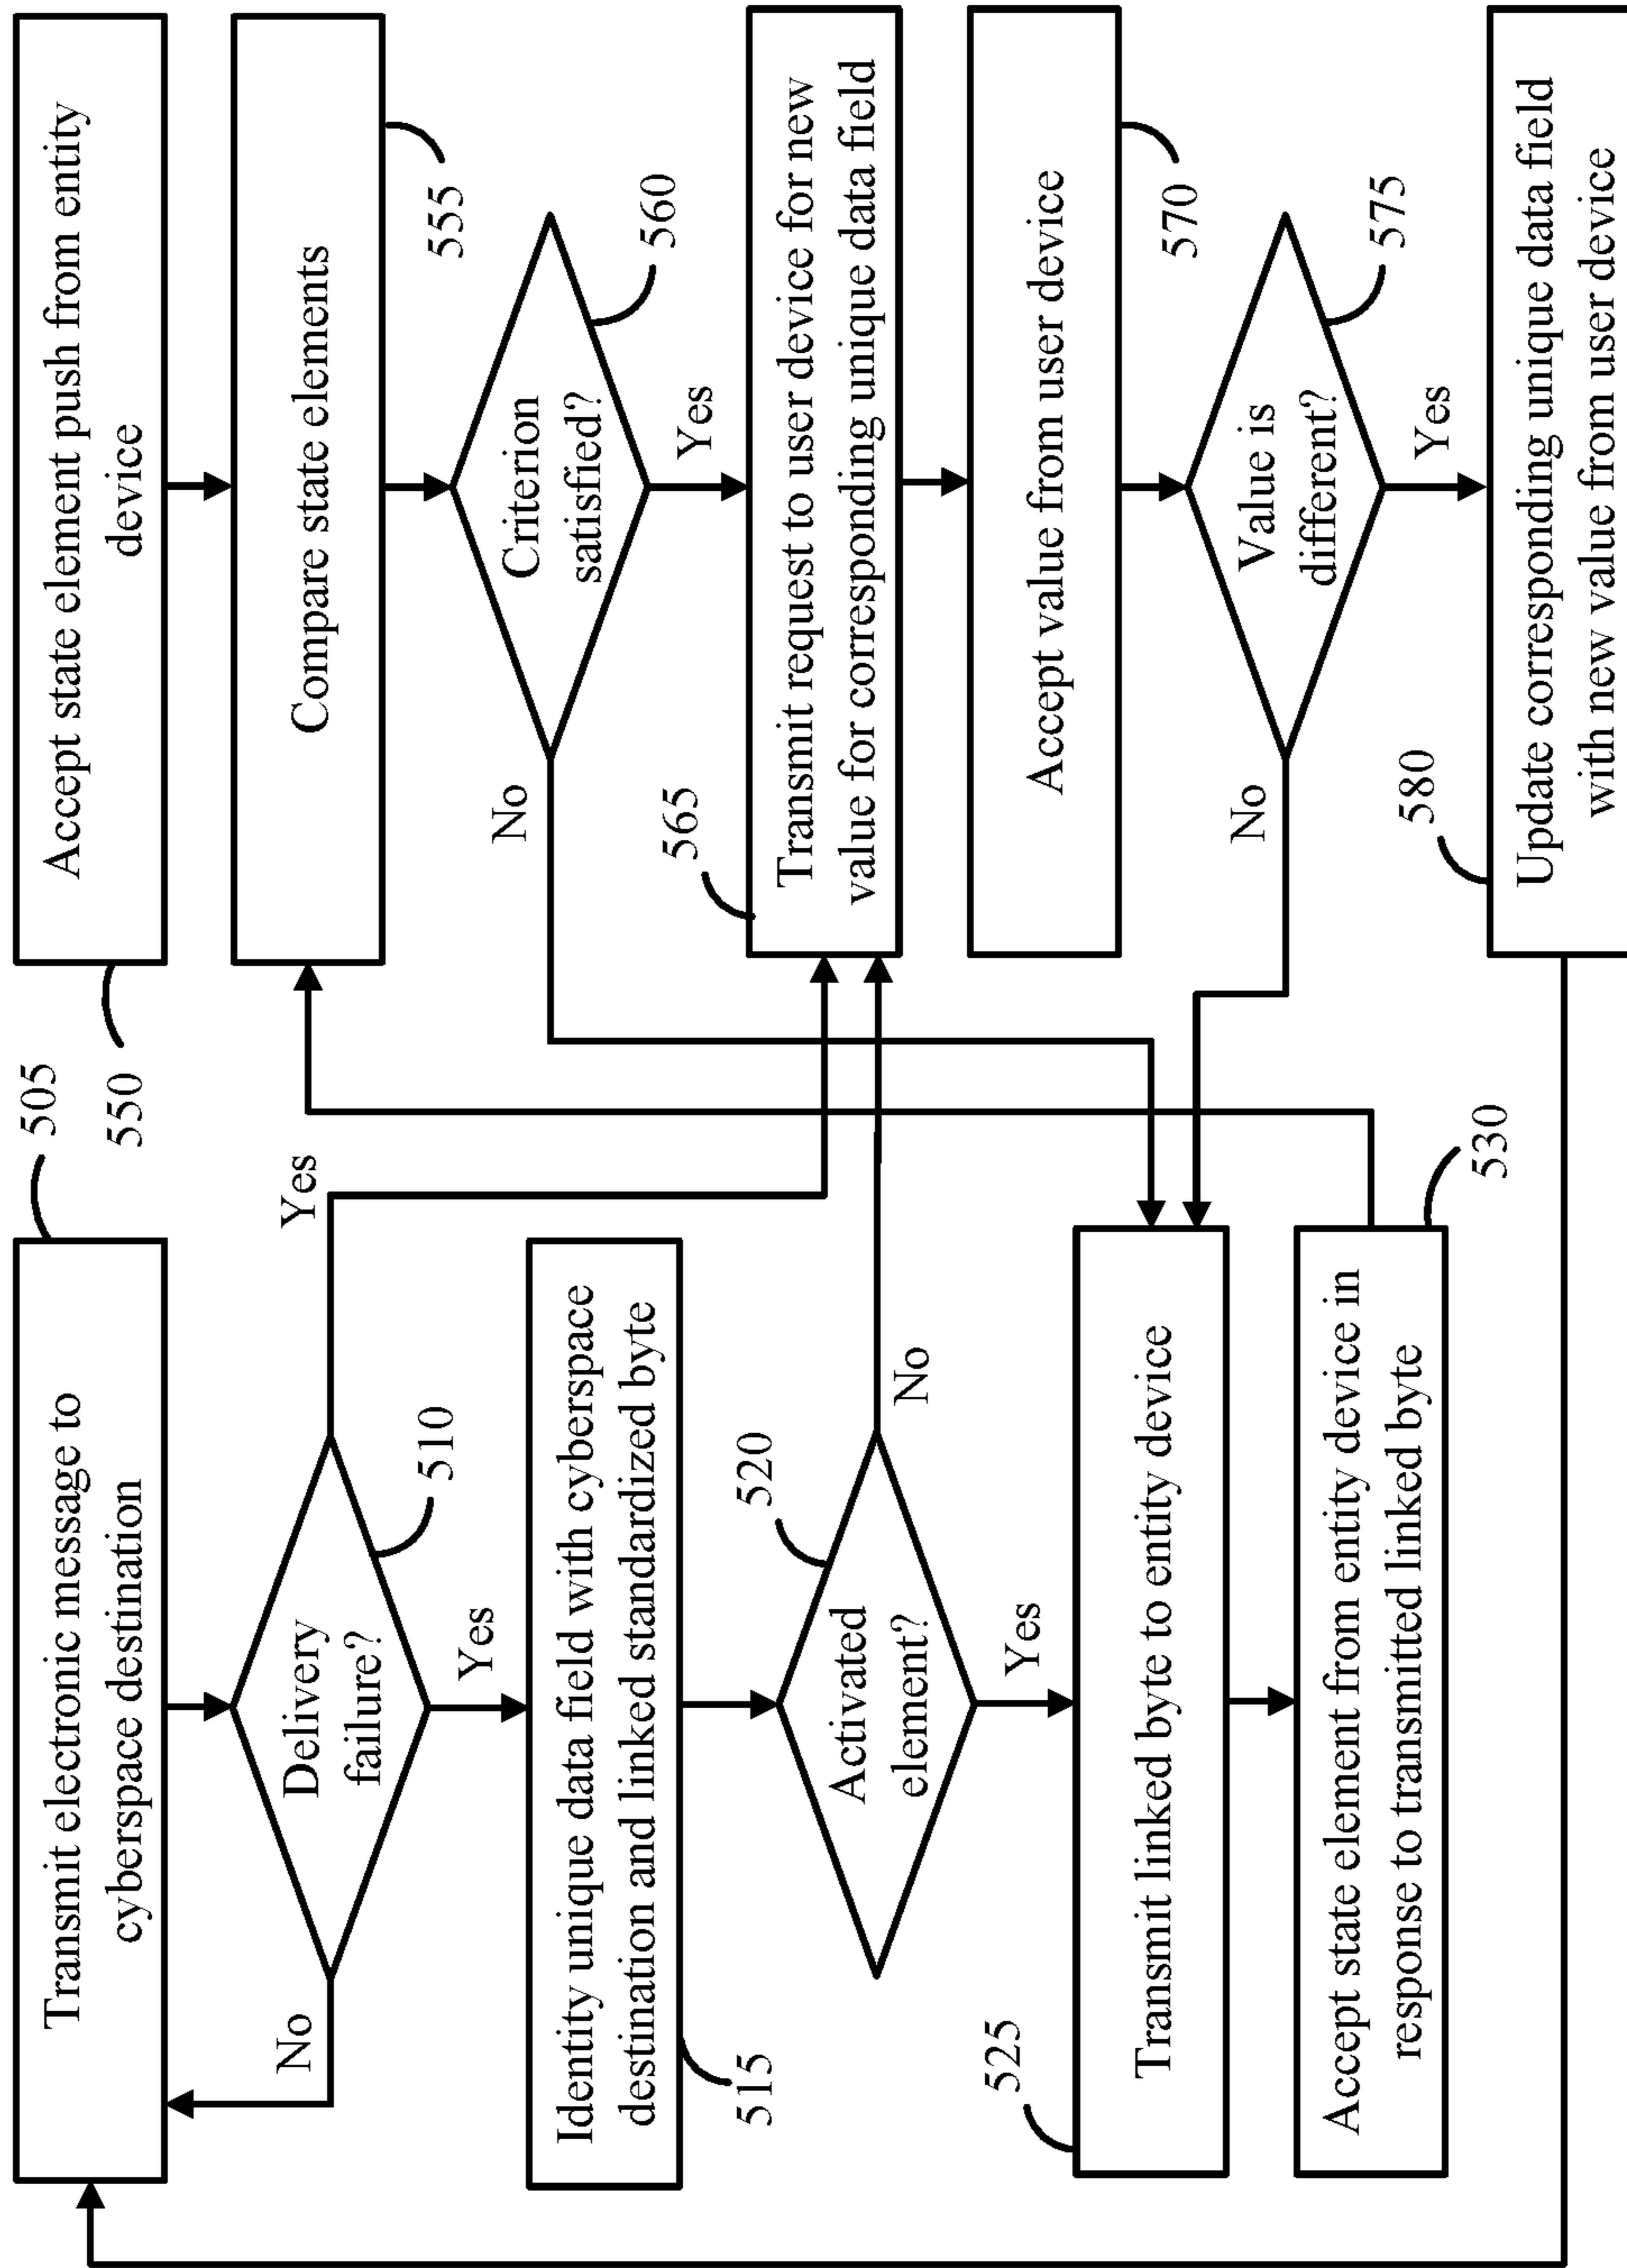 505
Transmit electronic message to
cyberspace destination
Delivery
failure?
510
No
Yes
Yes
Identity unique data field with cyberspace
destination and linked standardized byte
515
520
Activated
element?
No
Yes
525
Transmit linked byte to entity device
Accept state element from entity device in
response to transmitted linked byte
530
550
Accept state element push from entity
device
Compare state elements
555
Criterion
satisfied?
560
No
Yes
565
Transmit request to user device for new
value for corresponding unique data field
Accept value from user device
570
Value is
different?
575
No
Yes
580
Update corresponding unique data field
with new value from user device